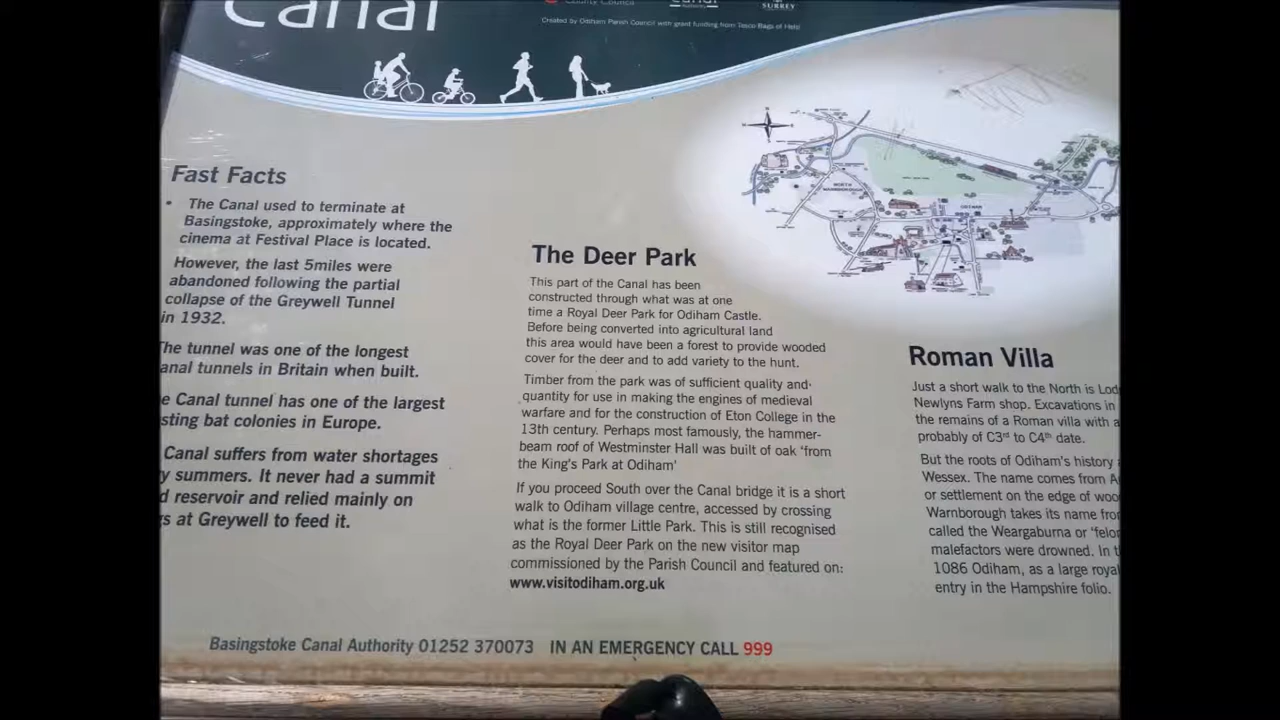 Canal
County Council
SURREY
Created by Odiham Parish Council with grant funding from Tesco Bags of Help
Fast Facts
• The Canal used to terminate at
Basingstoke, approximately where the
cinema at Festival Place is located.
However, the last 5miles were
abandoned following the partial
collapse of the Greywell Tunnel
in 1932.
The tunnel was one of the longest
anal tunnels in Britain when built.
e Canal tunnel has one of the largest
sting bat colonies in Europe.
Canal suffers from water shortages
y summers. It never had a summit
d reservoir and relied mainly on
s at Greywell to feed it.
The Deer Park
This part of the Canal has been
constructed through what was at one
time a Royal Deer Park for Odiham Castle.
Before being converted into agricultural land
this area would have been a forest to provide wooded
cover for the deer and to add variety to the hunt.
Timber from the park was of sufficient quality and
quantity for use in making the engines of medieval
warfare and for the construction of Eton College in the
13th century. Perhaps most famously, the hammer-
beam roof of Westminster Hall was built of oak 'from
the King's Park at Odiham'
If you proceed South over the Canal bridge it is a short
walk to Odiham village centre, accessed by crossing
what is the former Little Park. This is still recognised
as the Royal Deer Park on the new visitor map
commissioned by the Parish Council and featured on:
www.visitodiham.org.uk
NORTH
WARNBOROUGH
ODIHAM
Roman Villa
Just a short walk to the North is Lod
Newlyns Farm shop. Excavations in
the remains of a Roman villa with a
probably of C3rd to C4th date.
But the roots of Odiham's history
Wessex. The name comes from A
or settlement on the edge of woo
Warnborough takes its name from
called the Weargaburna or 'felon
malefactors were drowned. In t
1086 Odiham, as a large royal
entry in the Hampshire folio.
Basingstoke Canal Authority 01252 370073 IN AN EMERGENCY CALL 999